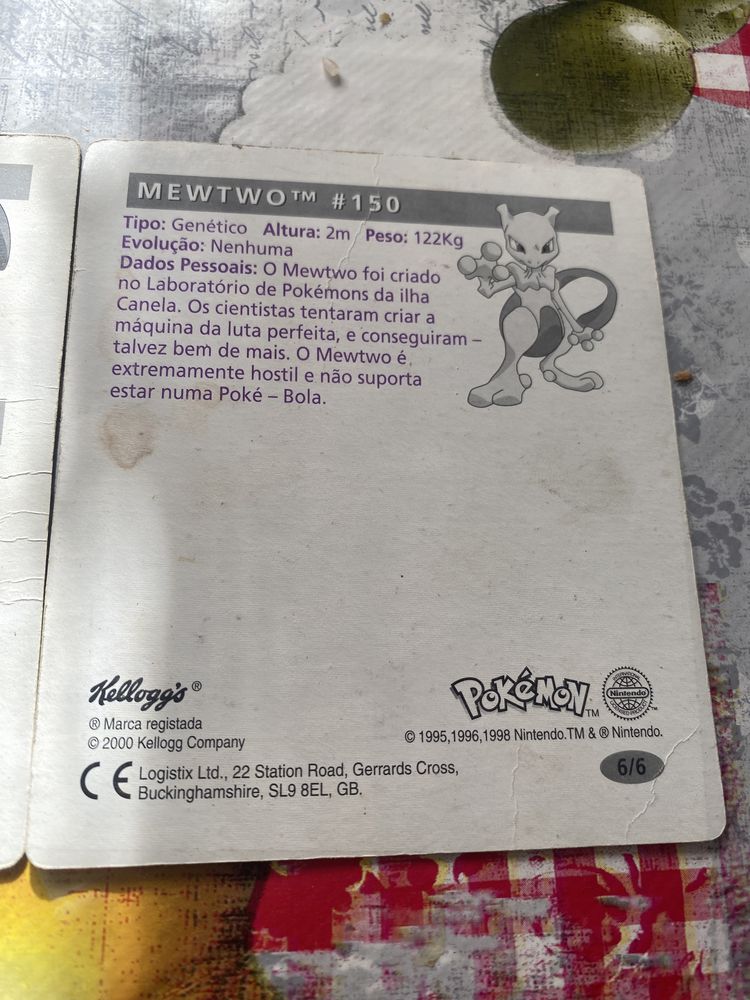 MEWTWO™ #150
Tipo: Genético Altura: 2m Peso: 122Kg
Evolução: Nenhuma
Dados Pessoais: O Mewtwo foi criado
no Laboratório de Pokémons da ilha
Canela. Os cientistas tentaram criar a
máquina da luta perfeita, e conseguiram –
talvez bem de mais. O Mewtwo é
extremamente hostil e não suporta
estar numa Poké – Bola.
Kellogg's ®
® Marca registada
© 2000 Kellogg Company
POKéMON™
Nintendo
© 1995,1996,1998 Nintendo.TM & ® Nintendo.
CE Logistix Ltd., 22 Station Road, Gerrards Cross,
Buckinghamshire, SL9 8EL, GB.
6/6